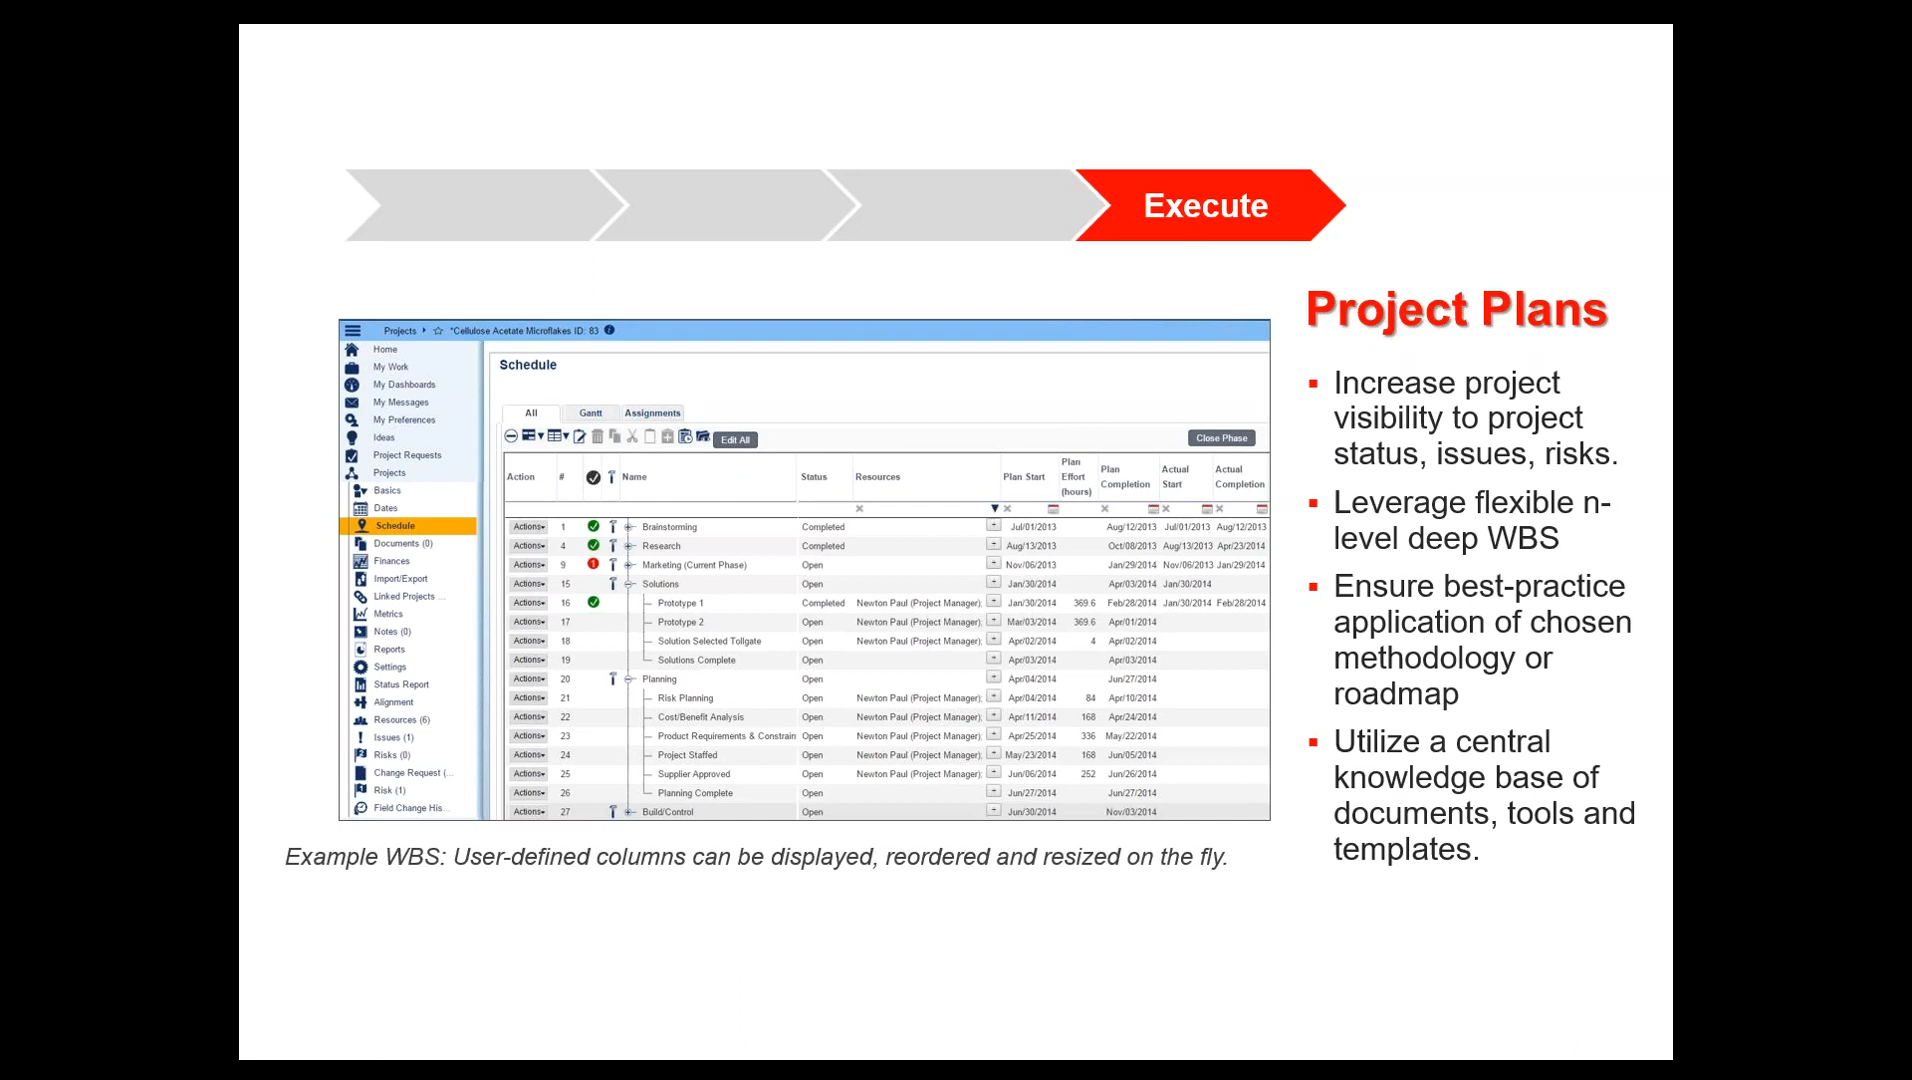 Execute
Project Plans
Projects
*Cellulose Acetate Microflakes ID: 83
Home
My Work
My Dashboards
My Messages
My Preferences
Ideas
Project Requests
Projects
Basics
Dates
Schedule
Documents (0)
Finances
Import/Export
Linked Projects ...
Metrics
Notes (0)
Reports
Settings
Status Report
Alignment
Resources (6)
Issues (1)
Risks (0)
Change Request (...
Risk (1)
Field Change His...
Schedule
All Gantt Assignments
Edit All Close Phase
Action # Name Status Resources Plan Start Plan Effort (hours) Plan Completion Actual Start Actual Completion
Actions 1 Brainstorming Completed Jul/01/2013 Aug/12/2013 Jul/01/2013 Aug/12/2013
Actions 4 Research Completed Aug/13/2013 Oct/08/2013 Aug/13/2013 Apr/23/2014
Actions 9 Marketing (Current Phase) Open Nov/06/2013 Jan/29/2014 Nov/06/2013 Jan/29/2014
Actions 15 Solutions Open Jan/30/2014 Apr/03/2014 Jan/30/2014
Actions 16 Prototype 1 Completed Newton Paul (Project Manager); Jan/30/2014 369.6 Feb/28/2014 Jan/30/2014 Feb/28/2014
Actions 17 Prototype 2 Open Newton Paul (Project Manager); Mar/03/2014 369.6 Apr/01/2014
Actions 18 Solution Selected Tollgate Open Newton Paul (Project Manager); Apr/02/2014 4 Apr/02/2014
Actions 19 Solutions Complete Open Apr/03/2014 Apr/03/2014
Actions 20 Planning Open Apr/04/2014 Jun/27/2014
Actions 21 Risk Planning Open Newton Paul (Project Manager); Apr/04/2014 84 Apr/10/2014
Actions 22 Cost/Benefit Analysis Open Newton Paul (Project Manager); Apr/11/2014 168 Apr/24/2014
Actions 23 Product Requirements & Constrain Open Newton Paul (Project Manager); Apr/25/2014 336 May/22/2014
Actions 24 Project Staffed Open Newton Paul (Project Manager); May/23/2014 168 Jun/05/2014
Actions 25 Supplier Approved Open Newton Paul (Project Manager); Jun/06/2014 252 Jun/26/2014
Actions 26 Planning Complete Open Jun/27/2014 Jun/27/2014
Actions 27 Build/Control Open Jun/30/2014 Nov/03/2014
Example WBS: User-defined columns can be displayed, reordered and resized on the fly.
▪ Increase project
visibility to project
status, issues, risks.
▪ Leverage flexible n-
level deep WBS
▪ Ensure best-practice
application of chosen
methodology or
roadmap
▪ Utilize a central
knowledge base of
documents, tools and
templates.